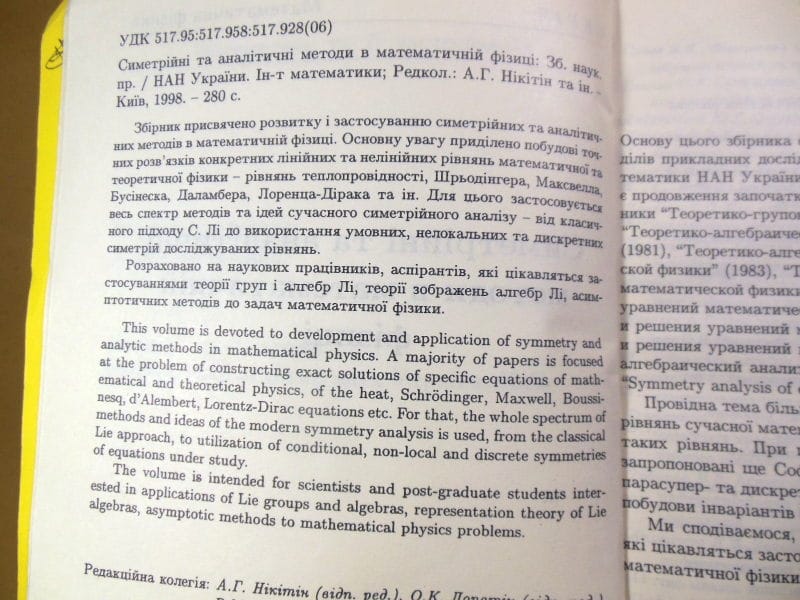 УДК 517.95:517.958:517.928(06)
Симетрійні та аналітичні методи в математичній фізиці: Зб. наук.
пр. / НАН України. Ін-т математики; Редкол.: А.Г. Нікітін та ін. –
Київ, 1998. – 280 с.
Збірник присвячено розвитку і застосуванню симетрійних та аналітич-
них методів в математичній фізиці. Основну увагу приділено побудові точ-
них розв'язків конкретних лінійних та нелінійних рівнянь математичної та
теоретичної фізики – рівнянь теплопровідності, Шрьодінгера, Максвелла,
Бусінеска, Даламбера, Лоренца-Дірака та ін. Для цього застосовується
весь спектр методів та ідей сучасного симетрійного аналізу – від класич-
ного підходу С. Лі до використання умовних, нелокальних та дискретних
симетрій досліджуваних рівнянь.
Розраховано на наукових працівників, аспірантів, які цікавляться за-
стосуваннями теорії груп і алгебр Лі, теорії зображень алгебр Лі, асим-
птотичних методів до задач математичної фізики.
This volume is devoted to development and application of symmetry and
analytic methods in mathematical physics. A majority of papers is focused
at the problem of constructing exact solutions of specific equations of math-
ematical and theoretical physics, of the heat, Schrödinger, Maxwell, Boussi-
nesq, d'Alembert, Lorentz-Dirac equations etc. For that, the whole spectrum of
methods and ideas of the modern symmetry analysis is used, from the classical
Lie approach, to utilization of conditional, non-local and discrete symmetries
of equations under study.
The volume is intended for scientists and post-graduate students inter-
ested in applications of Lie groups and algebras, representation theory of Lie
algebras, asymptotic methods to mathematical physics problems.
Редакційна колегія: А.Г. Нікітін (відп. ред.), О.К.
Основу цього збірника
ділів прикладних
тематики НАН України
є продовження
ники "Теоретико-групо
"Теоретико-алгебраиче
(1981), "Теоретико-алге
ской физики" (1983), "Т
математической физики
уравнений математиче
и решения уравнений
и решения уравнений
алгебраический анали
"Symmetry analysis of
Провідна тема біль
рівнянь сучасної мате
таких рівнянь. При
запропоновані ще Соф
парасупер- та дискрет
побудови інваріантів
Ми сподіваємося,
які цікавляться засто
математичної фізики